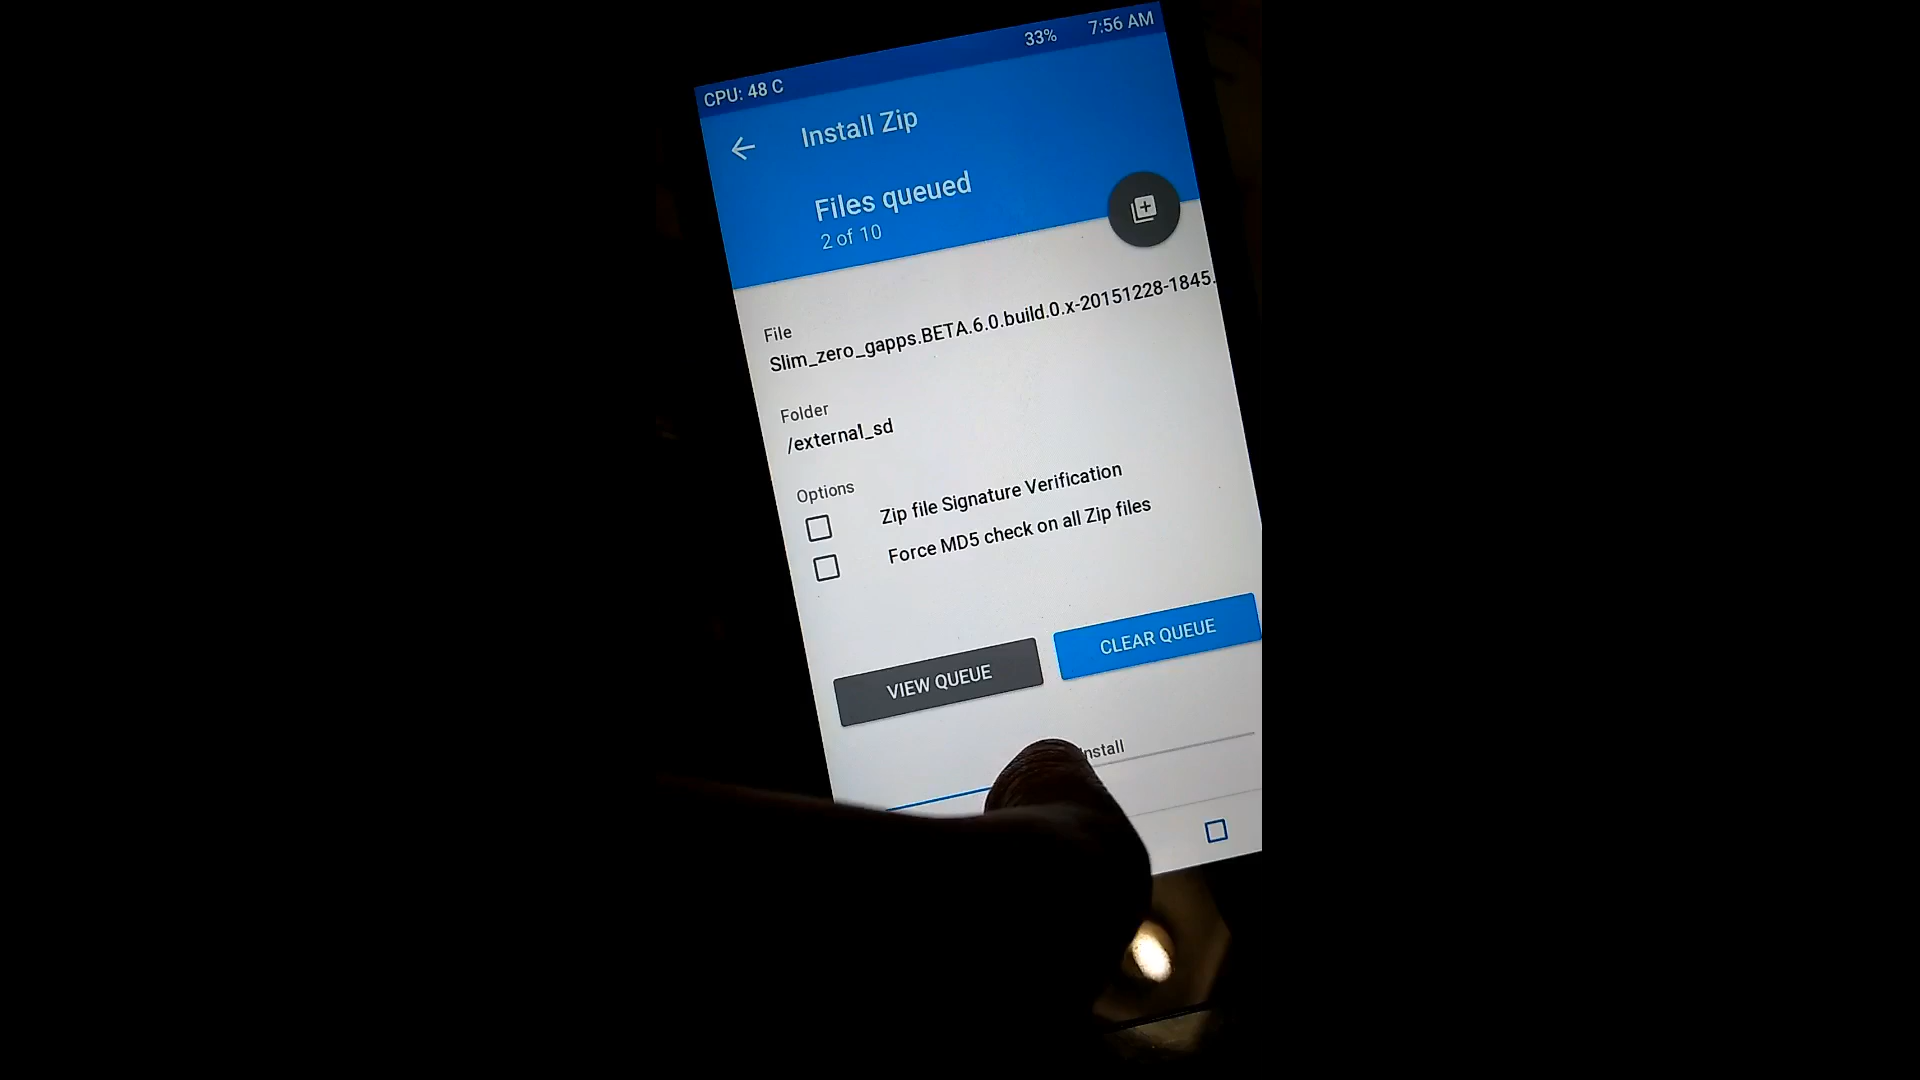 33% 7:56 AM
CPU: 48 C
Install Zip
Files queued
2 of 10
File
Slim_zero_gapps.BETA.6.0.build.0.x-20151228-1845.
Folder
/external_sd
Options
Zip file Signature Verification
Force MD5 check on all Zip files
VIEW QUEUE
CLEAR QUEUE
Install